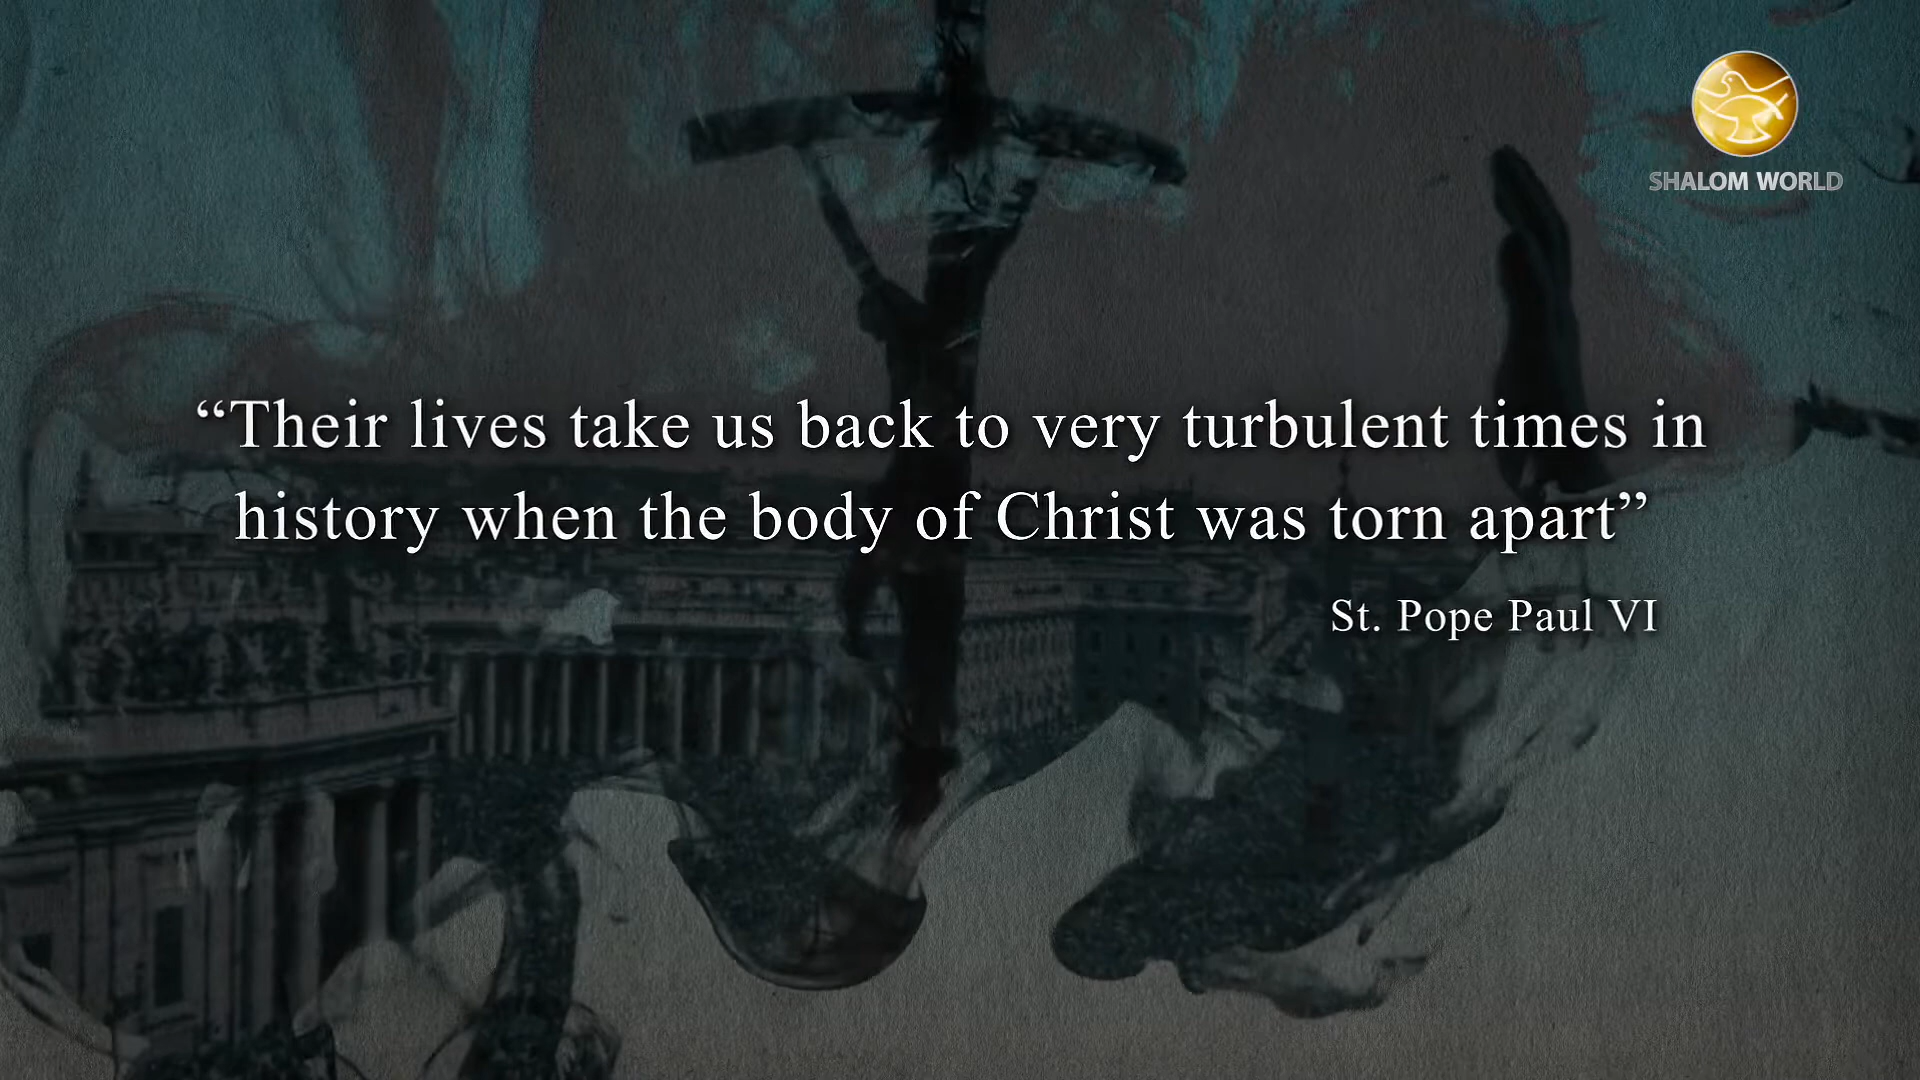 SHALOM WORLD
“Their lives take us back to very turbulent times in
history when the body of Christ was torn apart”
St. Pope Paul VI